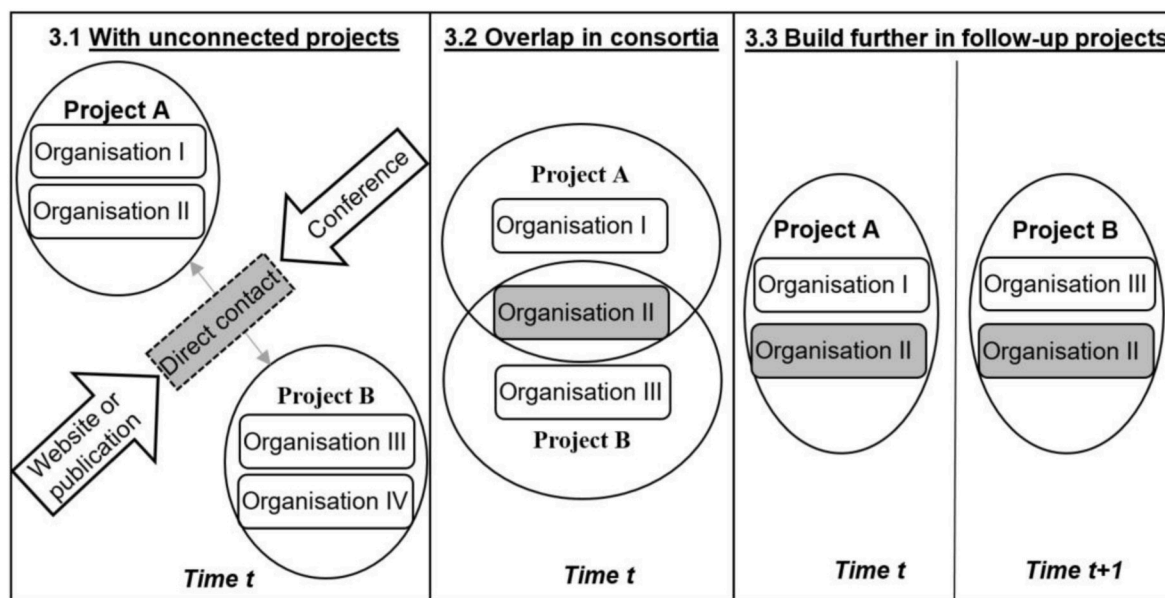 3.1 With unconnected projects
Project A
Organisation I
Organisation II
Conference
Direct contact
Website or
publication
Project B
Organisation III
Organisation IV
Time t
3.2 Overlap in consortia
Project A
Organisation I
Organisation II
Organisation III
Project B
Time t
3.3 Build further in follow-up projects
Project A
Organisation I
Organisation II
Time t
Project B
Organisation III
Organisation II
Time t+1